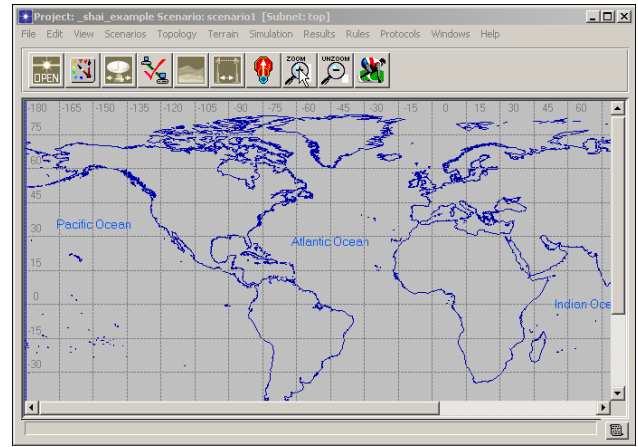 Project: _shai_example Scenario: scenario1 [Subnet: top]
File Edit View Scenarios Topology Terrain Simulation Results Rules Protocols Windows Help
OPEN ZOOM UNZOOM
-180 -165 -150 -135 -120 -105 -90 -75 -60 -45 -30 -15 0 15 30 45 60
75
60
45
Pacific Ocean
30
Atlantic Ocean
15
0
Indian Oce
-15
-30